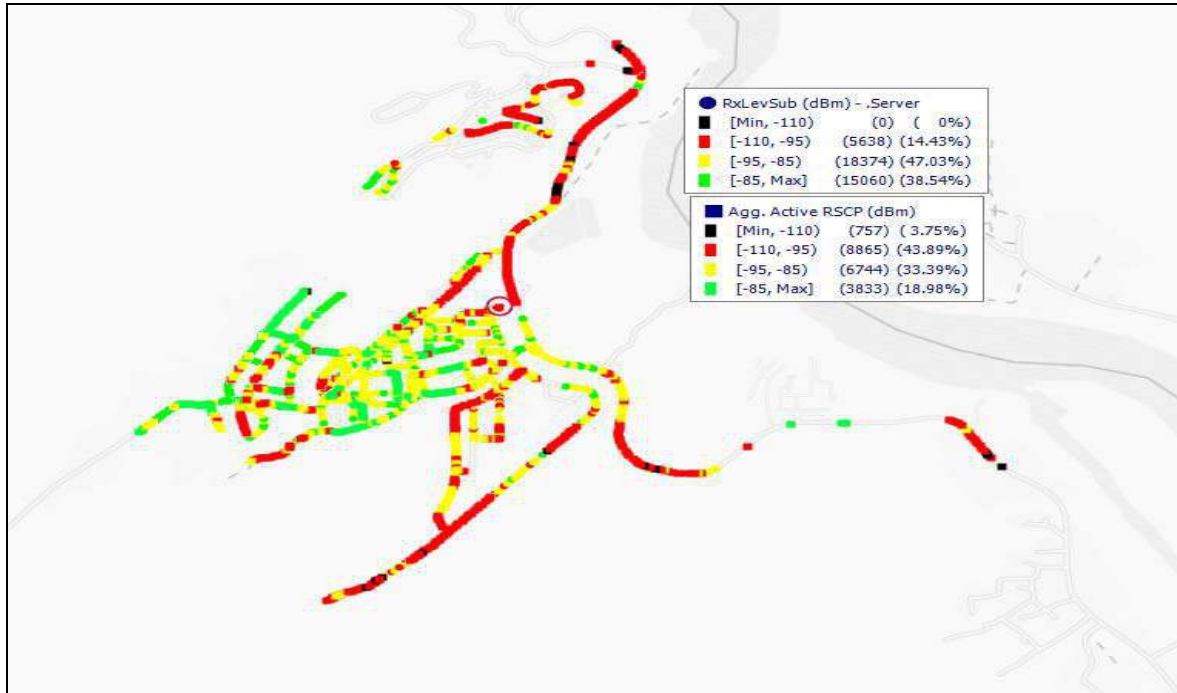 RxLevSub (dBm) - .Server
[Min, -110) (0) ( 0%)
[-110, -95) (5638) (14.43%)
[-95, -85) (18374) (47.03%)
[-85, Max] (15060) (38.54%)
Agg. Active RSCP (dBm)
[Min, -110) (757) ( 3.75%)
[-110, -95) (8865) (43.89%)
[-95, -85) (6744) (33.39%)
[-85, Max] (3833) (18.98%)